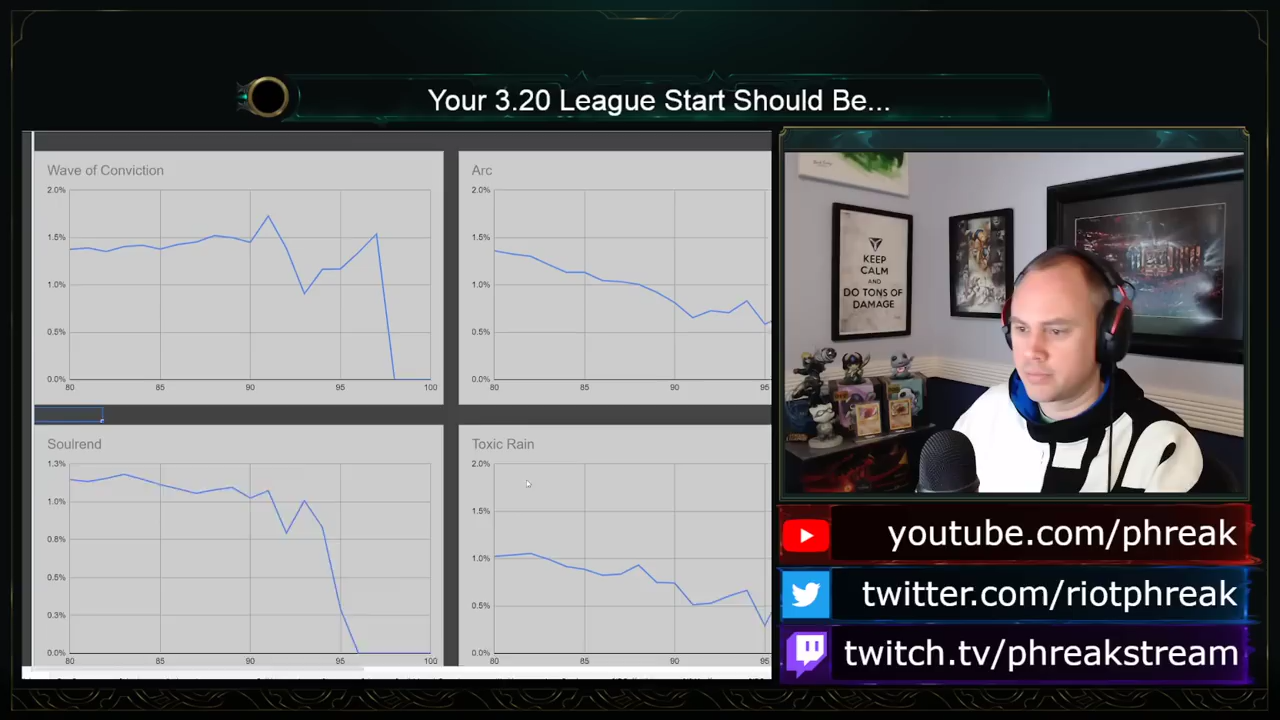 Your 3.20 League Start Should Be...
Wave of Conviction
2.0%
1.5%
1.0%
0.5%
0.0%
80 85 90 95 100
Arc
2.0%
1.5%
1.0%
0.5%
0.0%
80 85 90 95
Soulrend
1.3%
1.0%
0.8%
0.5%
0.3%
0.0%
80 85 90 95 100
Toxic Rain
2.0%
1.5%
1.0%
0.5%
0.0%
80 85 90 95
KEEP
CALM
AND
DO TONS OF
DAMAGE
youtube.com/phreak
twitter.com/riotphreak
twitch.tv/phreakstream